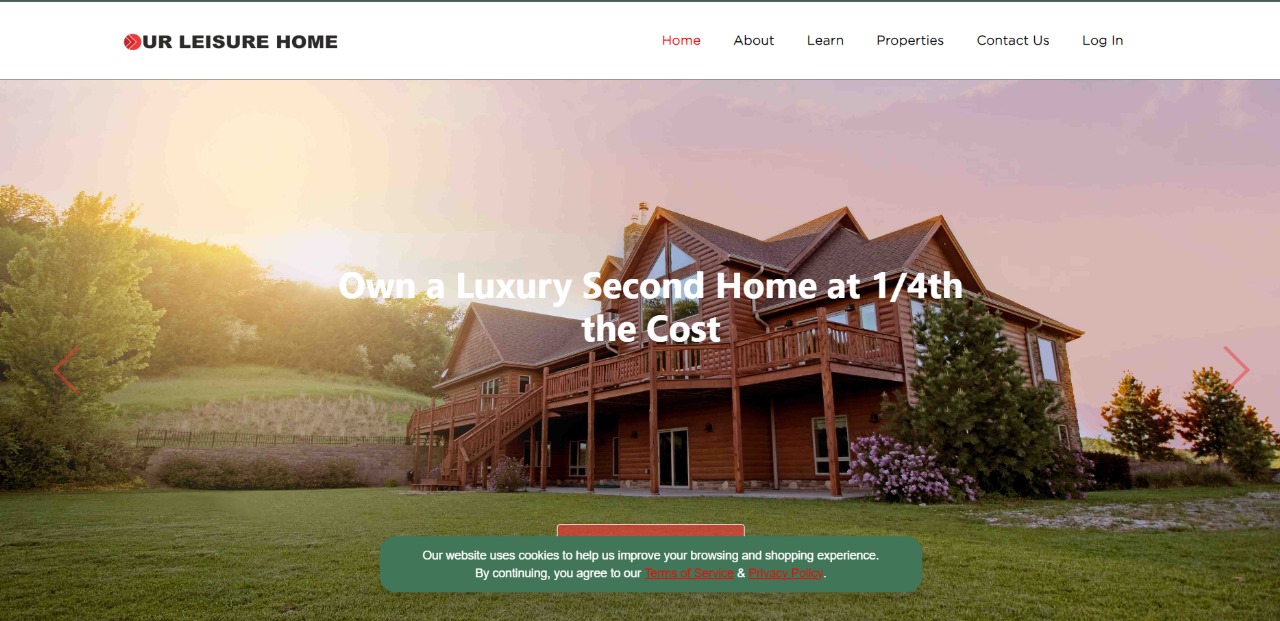 UR LEISURE HOME
Home About Learn Properties Contact Us Log In
Own a Luxury Second Home at 1/4th
the Cost
Our website uses cookies to help us improve your browsing and shopping experience.
By continuing, you agree to our Terms of Service & Privacy Policy.